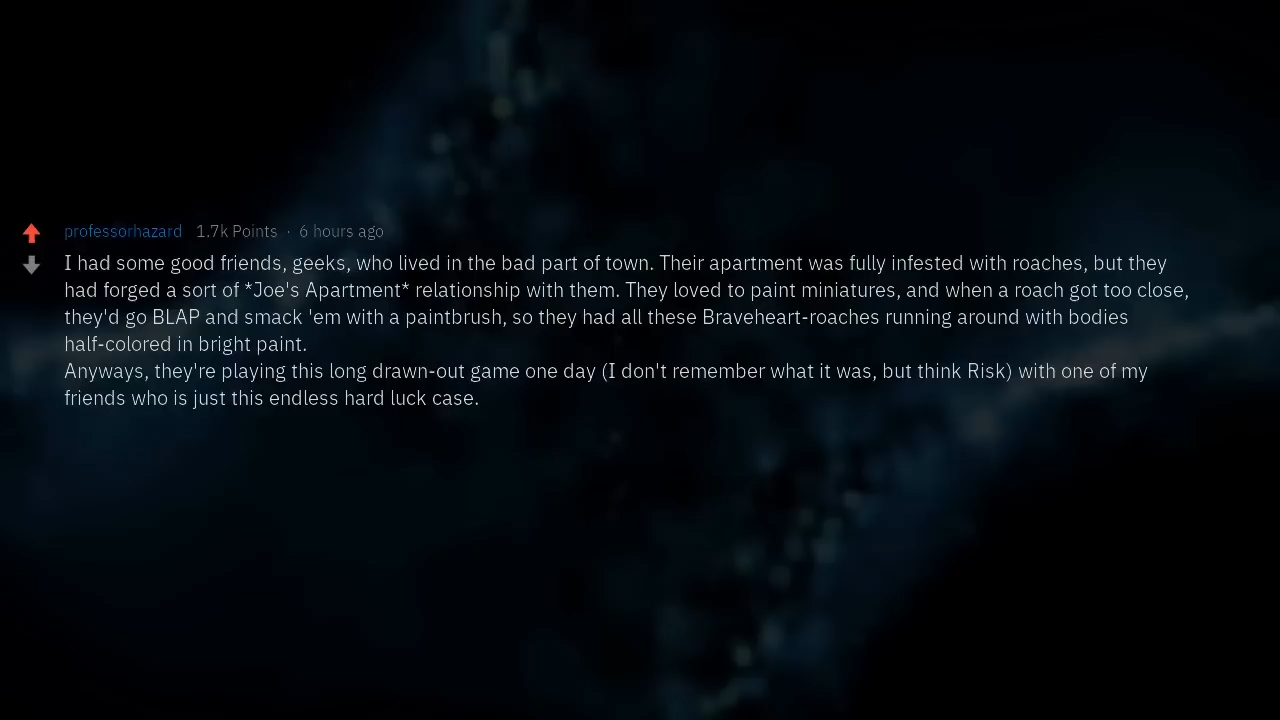 professorhazard 1.7k Points · 6 hours ago
I had some good friends, geeks, who lived in the bad part of town. Their apartment was fully infested with roaches, but they
had forged a sort of *Joe's Apartment* relationship with them. They loved to paint miniatures, and when a roach got too close,
they'd go BLAP and smack 'em with a paintbrush, so they had all these Braveheart-roaches running around with bodies
half-colored in bright paint.
Anyways, they're playing this long drawn-out game one day (I don't remember what it was, but think Risk) with one of my
friends who is just this endless hard luck case.